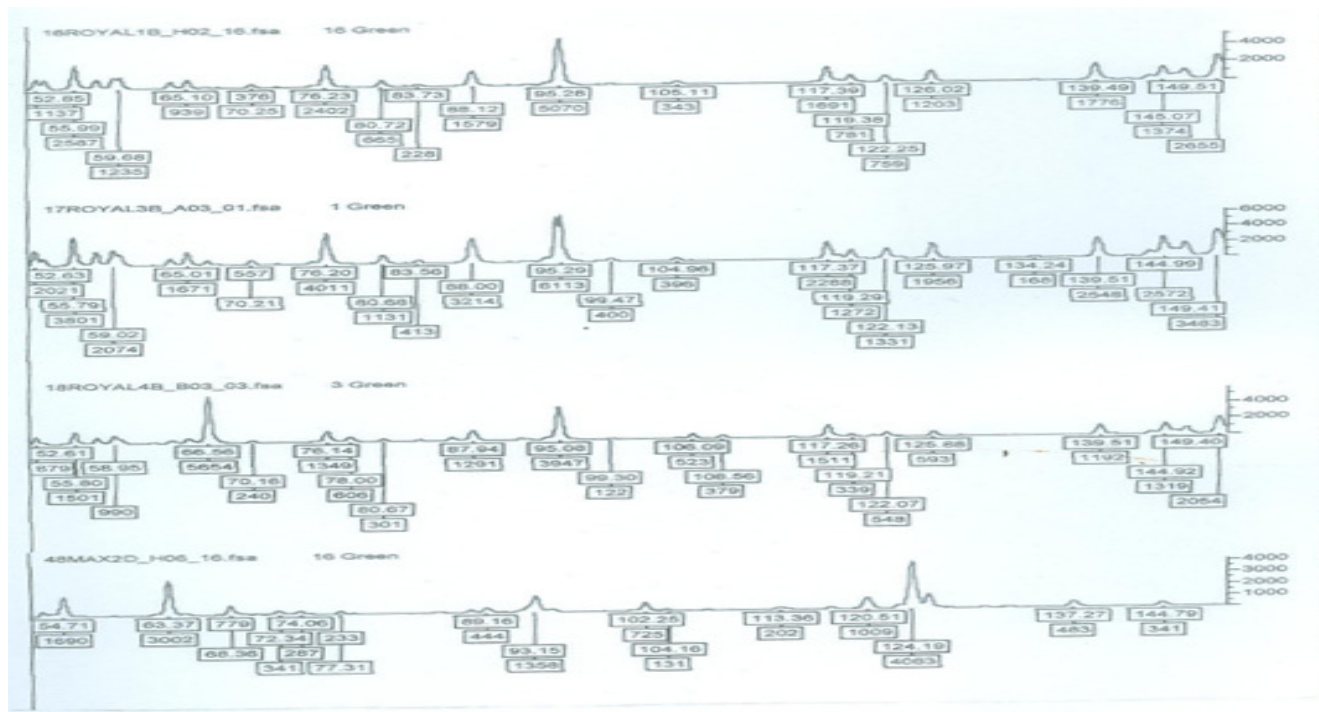 16ROYAL1B_H02_16.fsa 16 Green
4000
2000
52.85 65.10 376 76.23 83.73 95.28 105.11 117.39 126.02 139.49 149.51
1137 939 70.25 2402 88.12 5070 343 1691 1203 1776
55.99 80.72 1579 119.38 145.07
2587 665 781 1374
59.68 228 122.25 2655
1235 759
17ROYAL3B_A03_01.fsa 1 Green
6000
4000
2000
52.63 65.01 557 76.20 83.56 95.29 104.96 117.37 125.97 134.24 144.99
2021 1671 4011 88.00 6113 396 2288 1956 168 139.51 2572
55.79 70.21 80.68 3214 99.47 119.29 2548 149.41
3801 1131 400 1272 3483
59.02 413 122.13
2074 1331
18ROYAL4B_B03_03.fsa 3 Green
4000
2000
52.61 66.56 76.14 87.94 95.08 106.09 117.26 125.88 139.51 149.40
879 58.95 5654 1349 1291 3947 523 1511 593 1192
55.80 70.16 78.00 99.30 108.56 119.21 144.92
1501 240 606 122 379 339 1319
990 80.67 122.07 2054
301 548
48MAX2D_H06_16.fsa 16 Green
4000
3000
2000
1000
54.71 63.37 779 74.06 89.16 102.25 113.36 120.51 137.27 144.79
1690 3002 72.34 233 444 725 202 1009 483 341
68.36 287 93.15 104.16 124.19
341 77.31 1358 131 4083